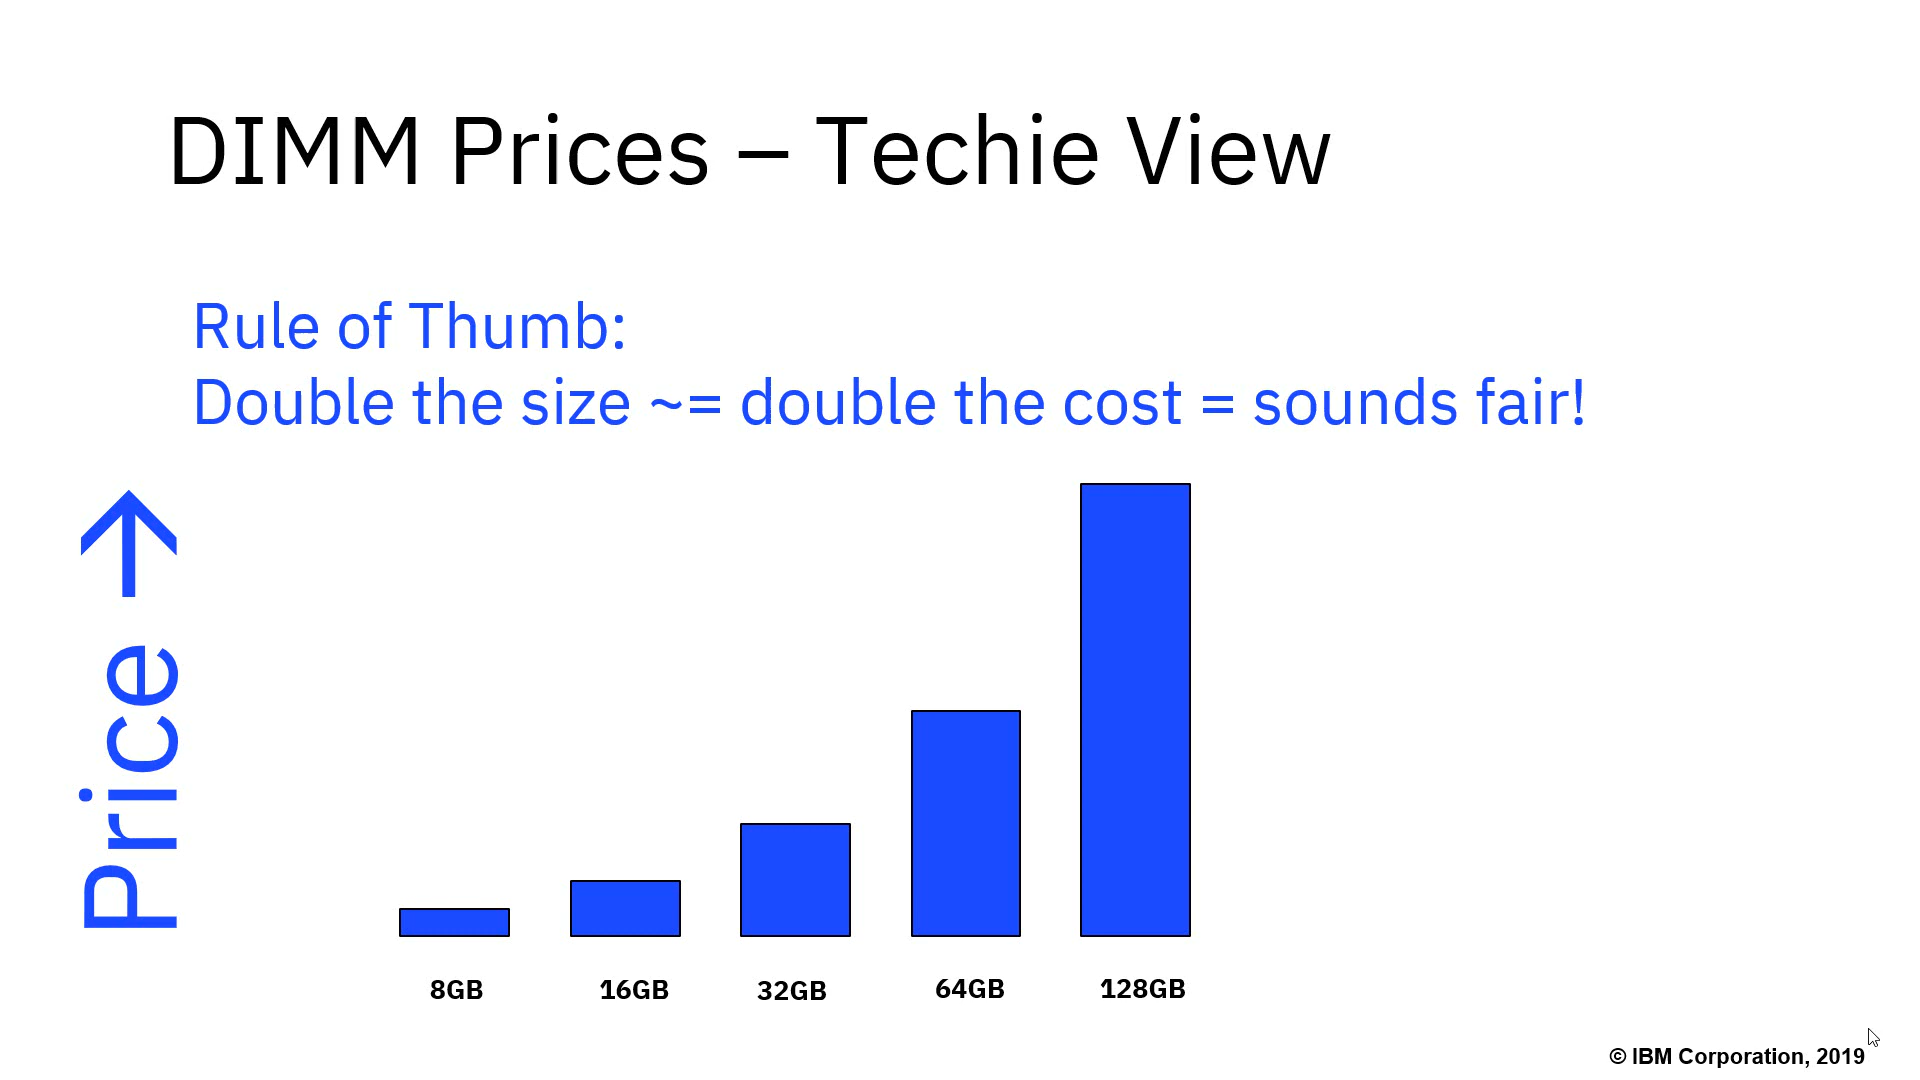 DIMM Prices – Techie View
Rule of Thumb:
Double the size ~= double the cost = sounds fair!
Price →
8GB
16GB
32GB
64GB
128GB
© IBM Corporation, 2019